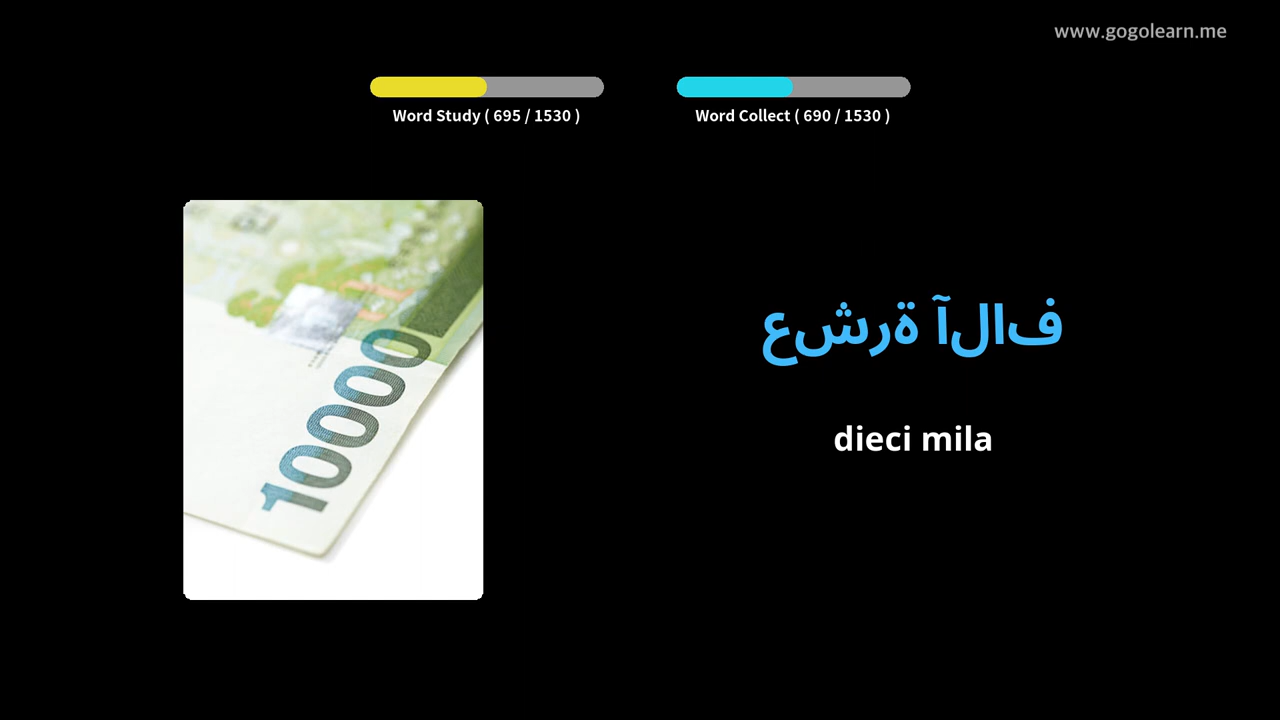 www.gogolearn.me
Word Study ( 695 / 1530 )
Word Collect ( 690 / 1530 )
10000
عشرة آلاف
dieci mila